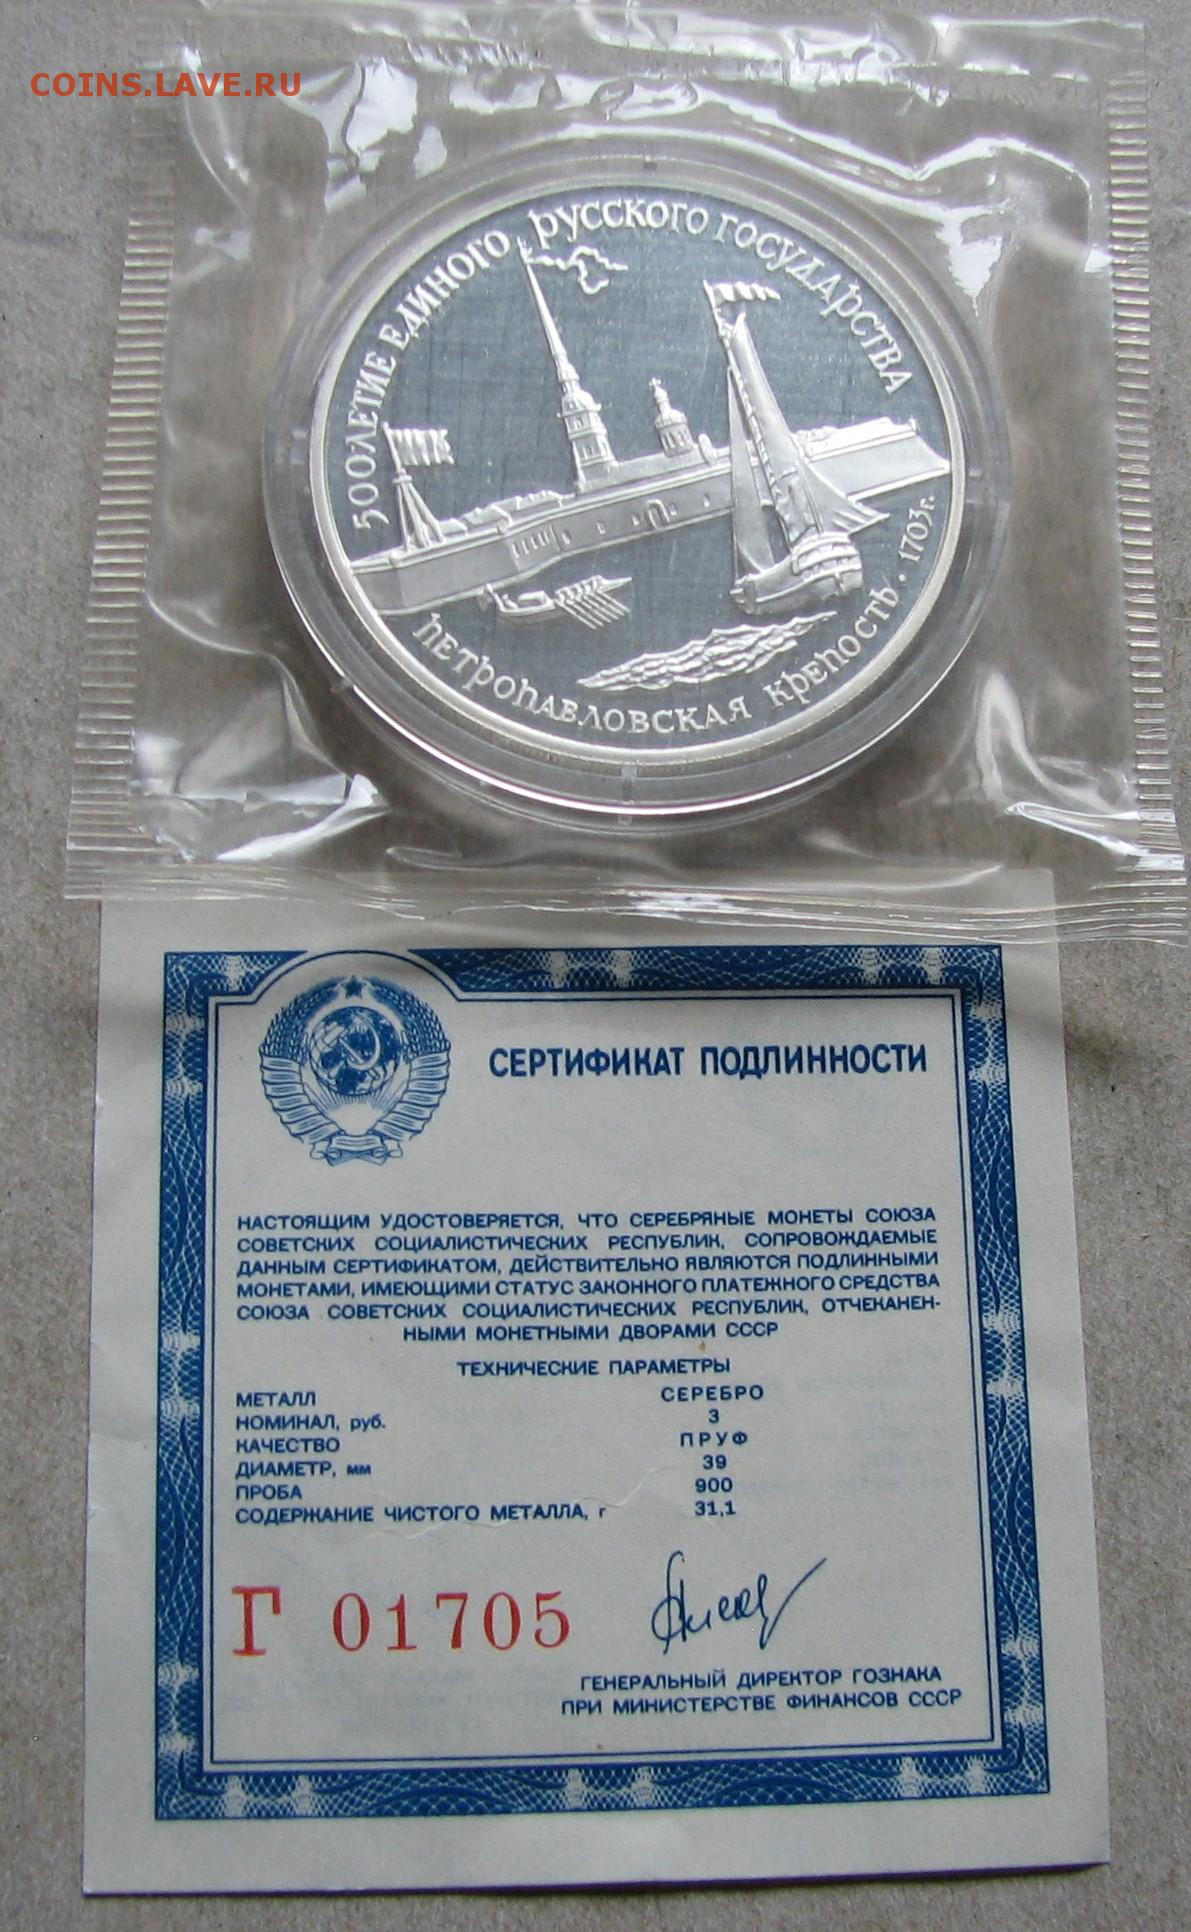 COINS.LAVE.RU
500ЛЕТИЕ ЕДИНОГО РУССКОГО ГОСУДАРСТВА
ПЕТРОПАВЛОВСКАЯ КРЕПОСТЬ • 1703г.
СЕРТИФИКАТ ПОДЛИННОСТИ
НАСТОЯЩИМ УДОСТОВЕРЯЕТСЯ, ЧТО СЕРЕБРЯНЫЕ МОНЕТЫ СОЮЗА
СОВЕТСКИХ СОЦИАЛИСТИЧЕСКИХ РЕСПУБЛИК, СОПРОВОЖДАЕМЫЕ
ДАННЫМ СЕРТИФИКАТОМ, ДЕЙСТВИТЕЛЬНО ЯВЛЯЮТСЯ ПОДЛИННЫМИ
МОНЕТАМИ, ИМЕЮЩИМИ СТАТУС ЗАКОННОГО ПЛАТЕЖНОГО СРЕДСТВА
СОЮЗА СОВЕТСКИХ СОЦИАЛИСТИЧЕСКИХ РЕСПУБЛИК, ОТЧЕКАНЕН-
НЫМИ МОНЕТНЫМИ ДВОРАМИ СССР
ТЕХНИЧЕСКИЕ ПАРАМЕТРЫ
МЕТАЛЛ СЕРЕБРО
НОМИНАЛ, руб. 3
КАЧЕСТВО ПРУФ
ДИАМЕТР, мм 39
ПРОБА 900
СОДЕРЖАНИЕ ЧИСТОГО МЕТАЛЛА, г 31,1
Г 01705
ГЕНЕРАЛЬНЫЙ ДИРЕКТОР ГОЗНАКА
ПРИ МИНИСТЕРСТВЕ ФИНАНСОВ СССР